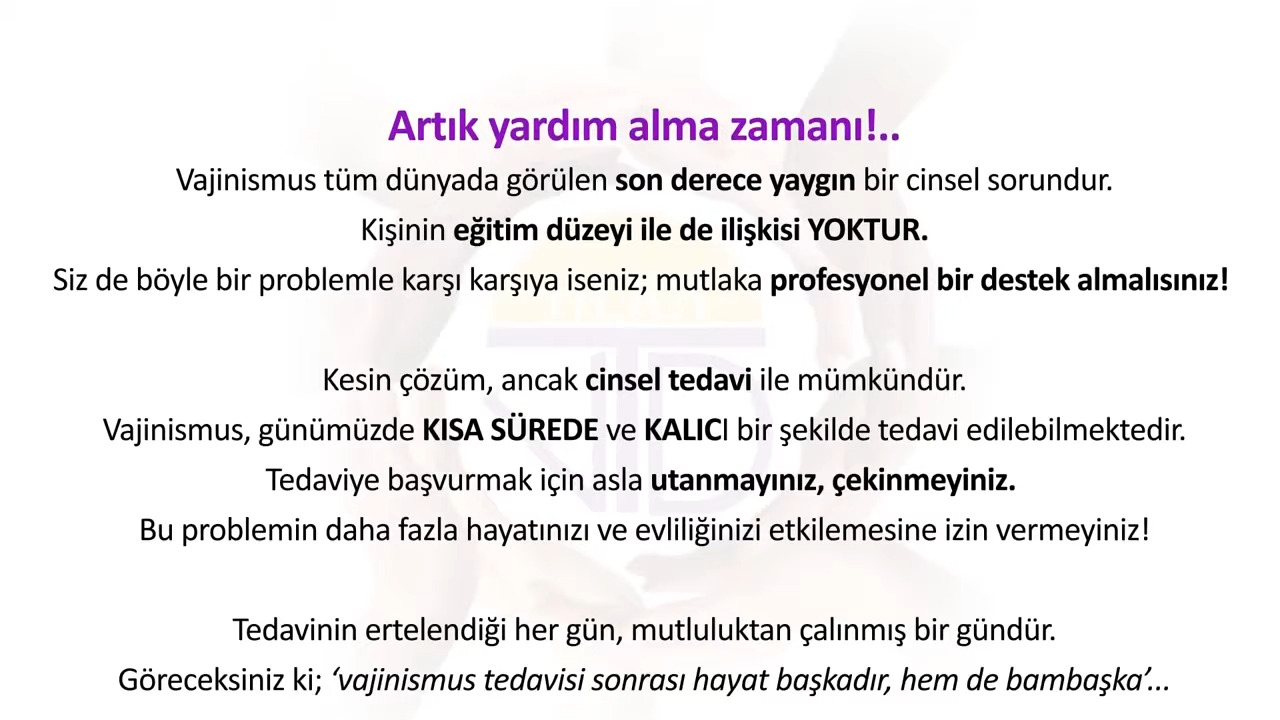 Artık yardım alma zamanı!..
Vajinismus tüm dünyada görülen son derece yaygın bir cinsel sorundur.
Kişinin eğitim düzeyi ile de ilişkisi YOKTUR.
Siz de böyle bir problemle karşı karşıya iseniz; mutlaka profesyonel bir destek almalısınız!
Kesin çözüm, ancak cinsel tedavi ile mümkündür.
Vajinismus, günümüzde KISA SÜREDE ve KALICI bir şekilde tedavi edilebilmektedir.
Tedaviye başvurmak için asla utanmayınız, çekinmeyiniz.
Bu problemin daha fazla hayatınızı ve evliliğinizi etkilemesine izin vermeyiniz!
Tedavinin ertelendiği her gün, mutluluktan çalınmış bir gündür.
Göreceksiniz ki; ‘vajinismus tedavisi sonrası hayat başkadır, hem de bambaşka’...